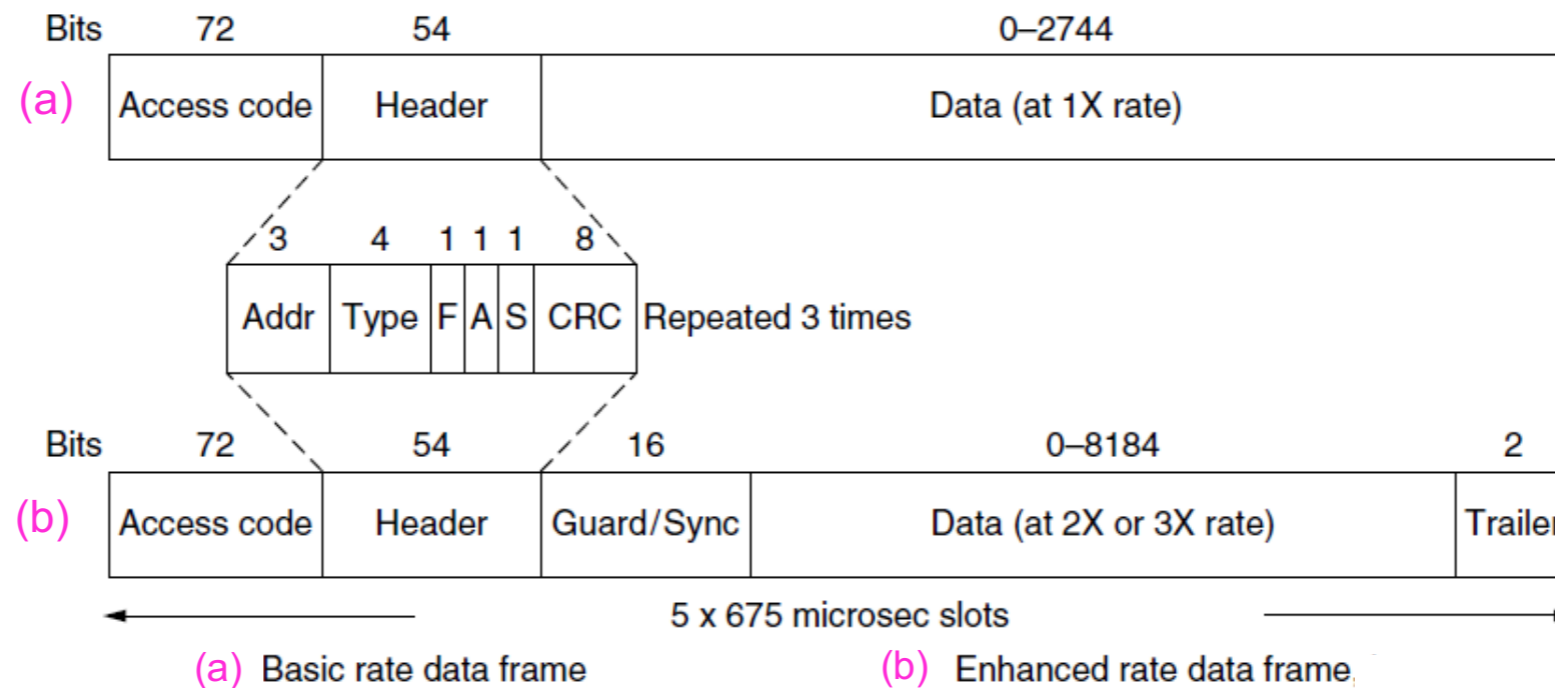 Bits 72 54 0–2744
(a) Access code Header Data (at 1X rate)
3 4 1 1 1 8
Addr Type F A S CRC Repeated 3 times
Bits 72 54 16 0–8184 2
(b) Access code Header Guard/Sync Data (at 2X or 3X rate) Trailer
5 x 675 microsec slots
(a) Basic rate data frame (b) Enhanced rate data frame,